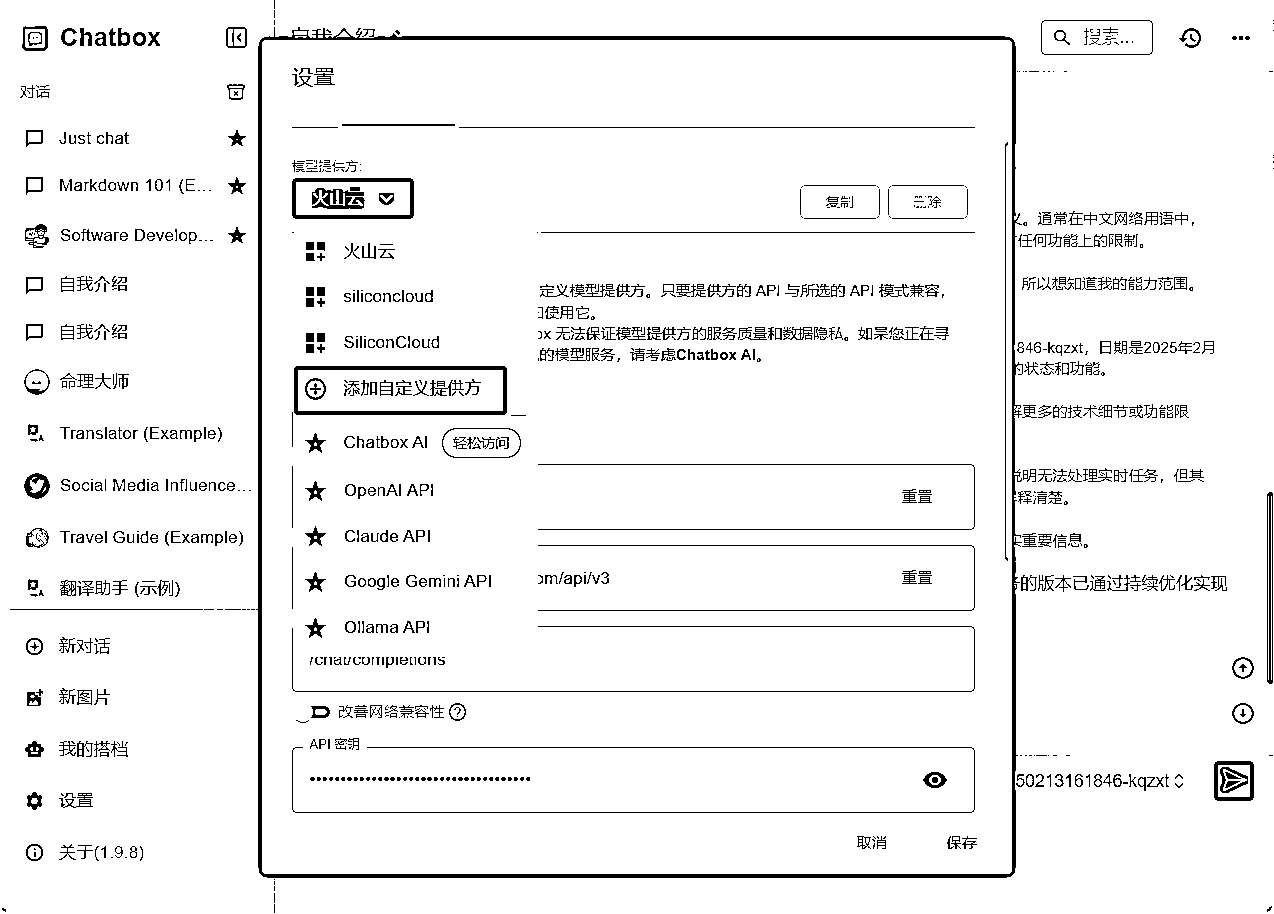 Chatbox
搜索...
对话
Just chat
Markdown 101 (E...
Software Develop...
自我介绍
自我介绍
命理大师
Translator (Example)
Social Media Influence...
Travel Guide (Example)
翻译助手 (示例)
新对话
新图片
我的搭档
设置
关于(1.9.8)
自我介绍
设置
模型提供方:
火山云
复制
删除
火山云
siliconcloud
SiliconCloud
添加自定义提供方
Chatbox AI 轻松访问
OpenAI API
Claude API
Google Gemini API
Ollama API
定义模型提供方。只要提供方的 API 与所选的 API 模式兼容，
使用它。
ox 无法保证模型提供方的服务质量和数据隐私。如果您正在寻
的模型服务，请考虑Chatbox AI。
重置
om/api/v3
重置
/chat/completions
改善网络兼容性
API 密钥
取消
保存
义。通常在中文网络用语中，
任何功能上的限制。
所以想知道我的能力范围。
846-kqzxt，日期是2025年2月
的状态和功能。
解更多的技术细节或功能限
说明无法处理实时任务，但其
释清楚。
实重要信息。
的版本已通过持续优化实现
50213161846-kqzxt